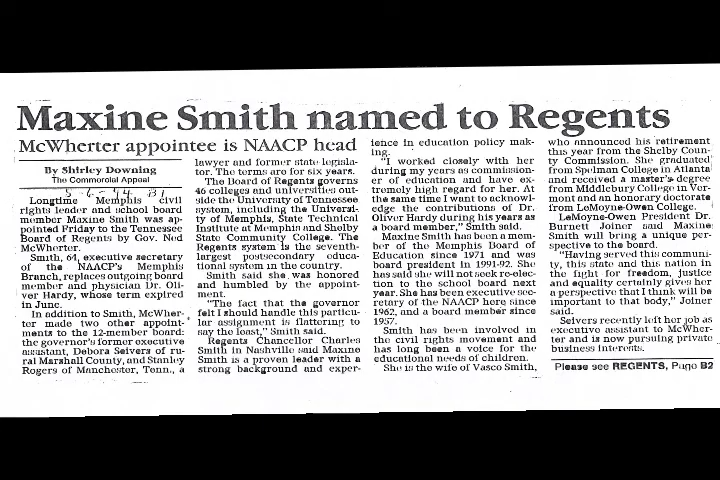 Maxine Smith named to Regents
McWherter appointee is NAACP head
By Shirley Downing
The Commercial Appeal
5-6-94 B1
Longtime Memphis civil
rights leader and school board
member Maxine Smith was ap-
pointed Friday to the Tennessee
Board of Regents by Gov. Ned
McWherter.
Smith, 64, executive secretary
of the NAACP's Memphis
Branch, replaces outgoing board
member and physician Dr. Oli-
ver Hardy, whose term expired
in June.
In addition to Smith, McWher-
ter made two other appoint-
ments to the 12-member board:
the governor's former executive
assistant, Debora Seivers of ru-
ral Marshall County, and Stanley
Rogers of Manchester, Tenn., a
lawyer and former state legisla-
tor. The terms are for six years.
The Board of Regents governs
46 colleges and universities out-
side the University of Tennessee
system, including the Universi-
ty of Memphis, State Technical
Institute at Memphis and Shelby
State Community College. The
Regents system is the seventh-
largest postsecondary educa-
tional system in the country.
Smith said she was honored
and humbled by the appoint-
ment.
"The fact that the governor
felt I should handle this particu-
lar assignment is flattering to
say the least," Smith said.
Regents Chancellor Charles
Smith in Nashville said Maxine
Smith is a proven leader with a
strong background and exper-
ience in education policy mak-
ing.
"I worked closely with her
during my years as commission-
er of education and have ex-
tremely high regard for her. At
the same time I want to acknowl-
edge the contributions of Dr.
Oliver Hardy during his years as
a board member," Smith said.
Maxine Smith has been a mem-
ber of the Memphis Board of
Education since 1971 and was
board president in 1991-92. She
has said she will not seek re-elec-
tion to the school board next
year. She has been executive sec-
retary of the NAACP here since
1962, and a board member since
1957.
Smith has been involved in
the civil rights movement and
has long been a voice for the
educational needs of children.
She is the wife of Vasco Smith,
who announced his retirement
this year from the Shelby Coun-
ty Commission. She graduated
from Spelman College in Atlanta
and received a master's degree
from Middlebury College in Ver-
mont and an honorary doctorate
from LeMoyne-Owen College.
LeMoyne-Owen President Dr.
Burnett Joiner said Maxine
Smith will bring a unique per-
spective to the board.
"Having served this communi-
ty, this state and this nation in
the fight for freedom, justice
and equality certainly gives her
a perspective that I think will be
important to that body," Joiner
said.
Seivers recently left her job as
executive assistant to McWher-
ter and is now pursuing private
business interests.
Please see REGENTS, Page B2